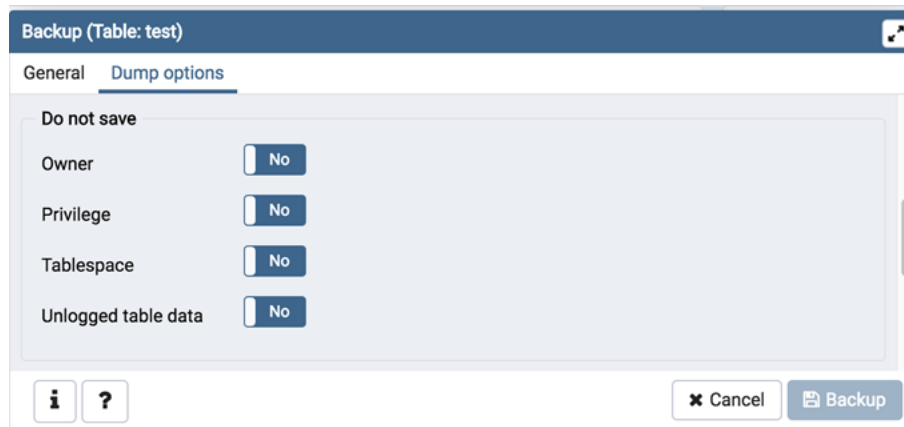 Backup (Table: test)
General Dump options
Do not save
Owner No
Privilege No
Tablespace No
Unlogged table data No
i ? Cancel Backup